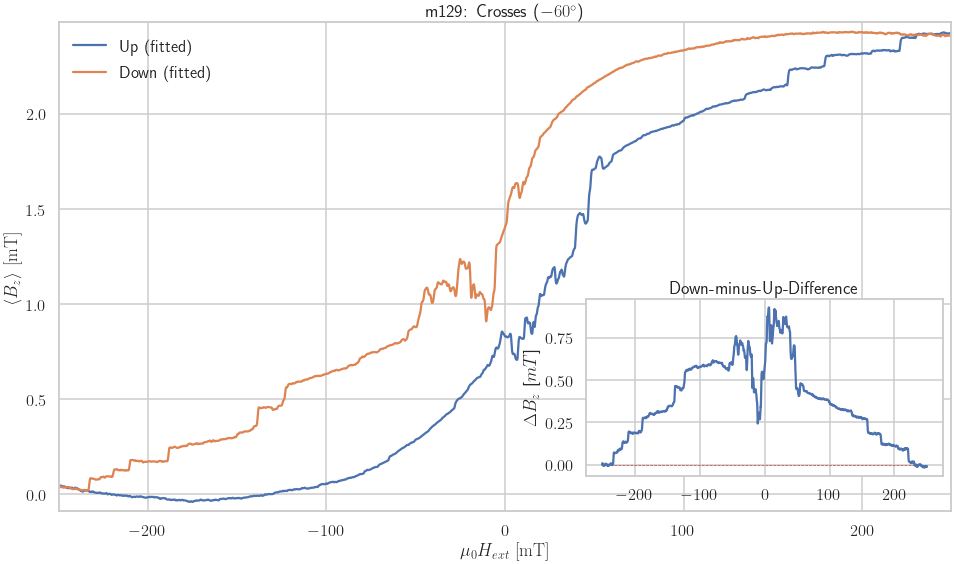 m129: Crosses (−60°)
Up (fitted)
Down (fitted)
⟨B_z⟩ [mT]
2.0
1.5
1.0
0.5
0.0
−200
−100
0
100
200
μ₀H_ext [mT]
Down-minus-Up-Difference
ΔB_z [mT]
0.75
0.50
0.25
0.00
−200
−100
0
100
200